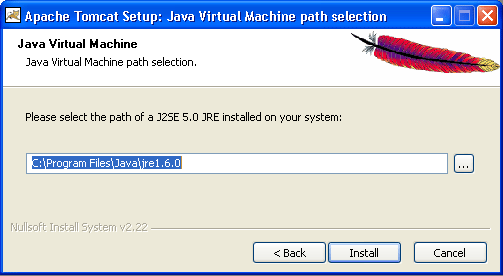 Apache Tomcat Setup: Java Virtual Machine path selection
Java Virtual Machine
Java Virtual Machine path selection.
Please select the path of a J2SE 5.0 JRE installed on your system:
C:\Program Files\Java\jre1.6.0
...
Nullsoft Install System v2.22
< Back
Install
Cancel